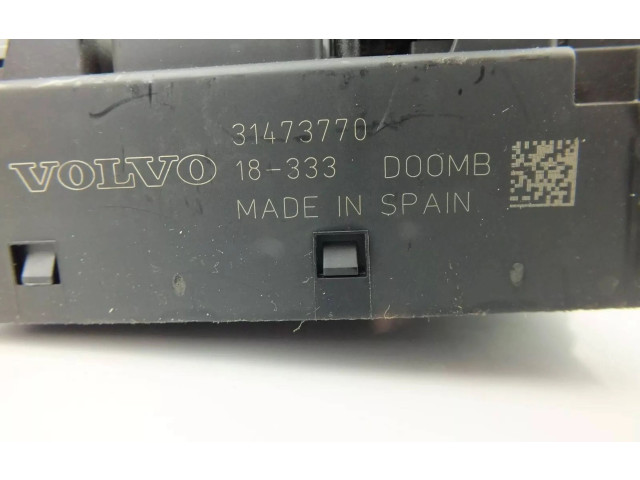 31473770
VOLVO 18-333 D00MB
MADE IN SPAIN